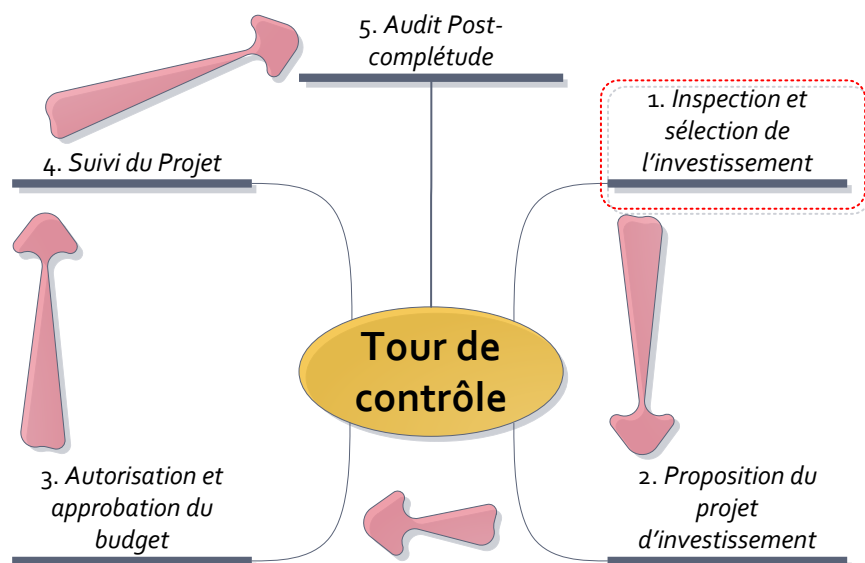 5. Audit Post-
complétude
1. Inspection et
sélection de
l'investissement
4. Suivi du Projet
Tour de
contrôle
3. Autorisation et
approbation du
budget
2. Proposition du
projet
d'investissement